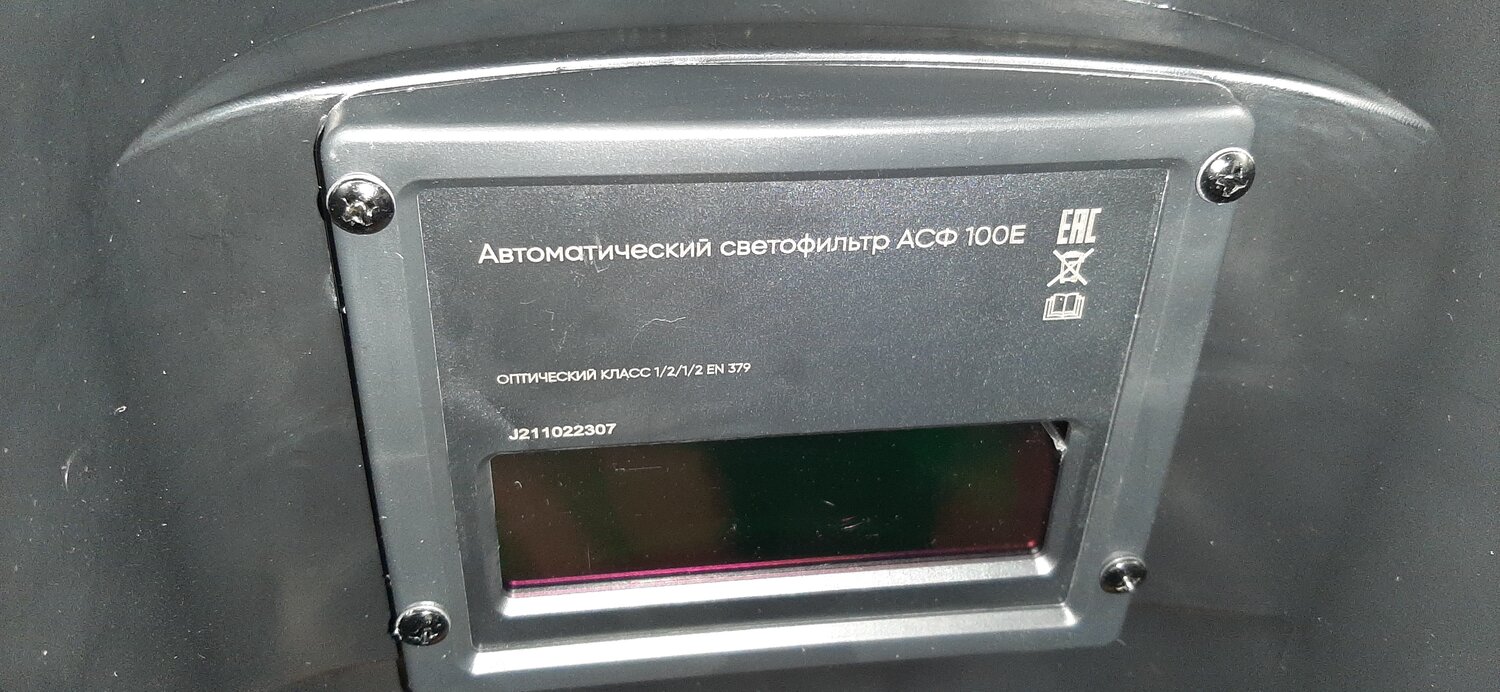 Автоматический светофильтр АСФ 100Е
EAC
ОПТИЧЕСКИЙ КЛАСС 1/2/1/2 EN 379
J211022307